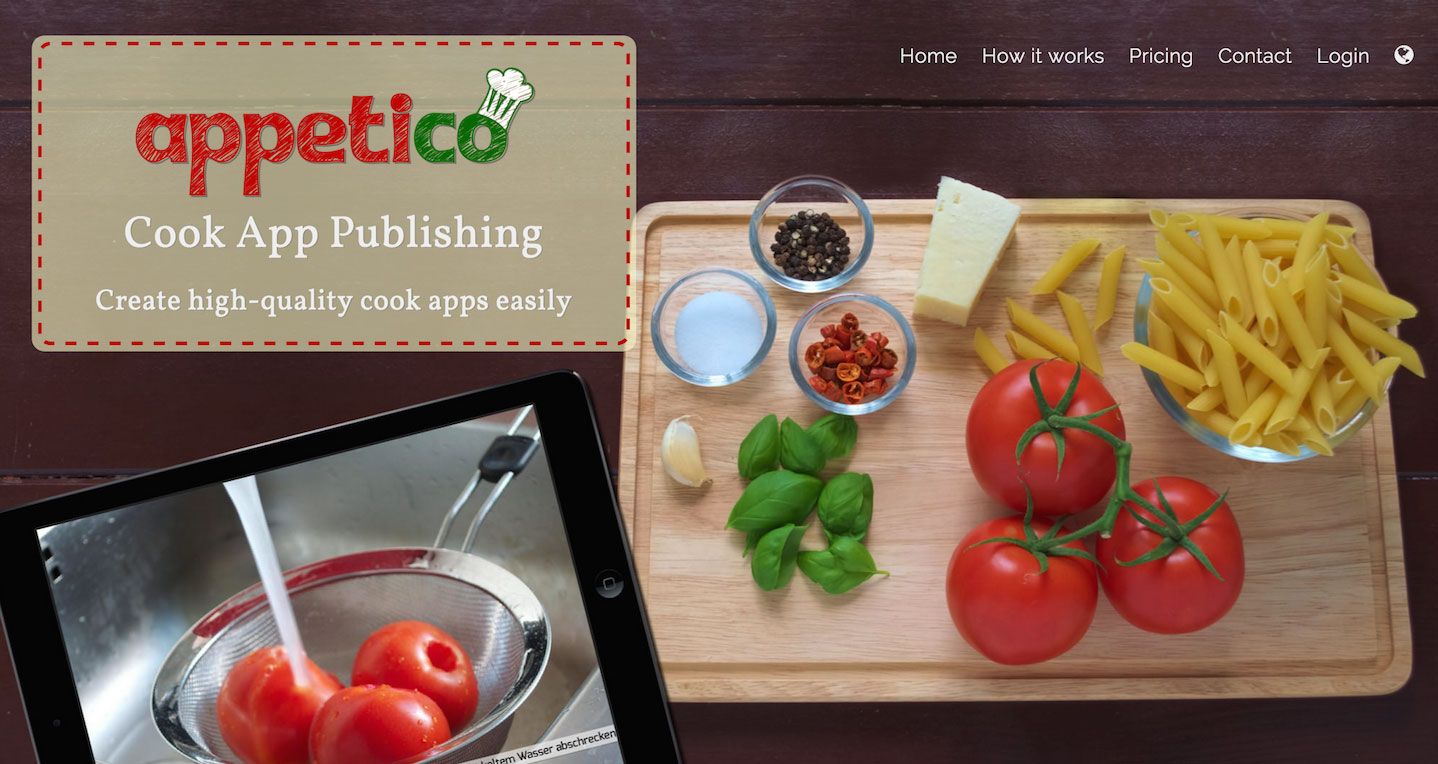 Home How it works Pricing Contact Login
appetico
Cook App Publishing
Create high-quality cook apps easily
Wasser abschrecken